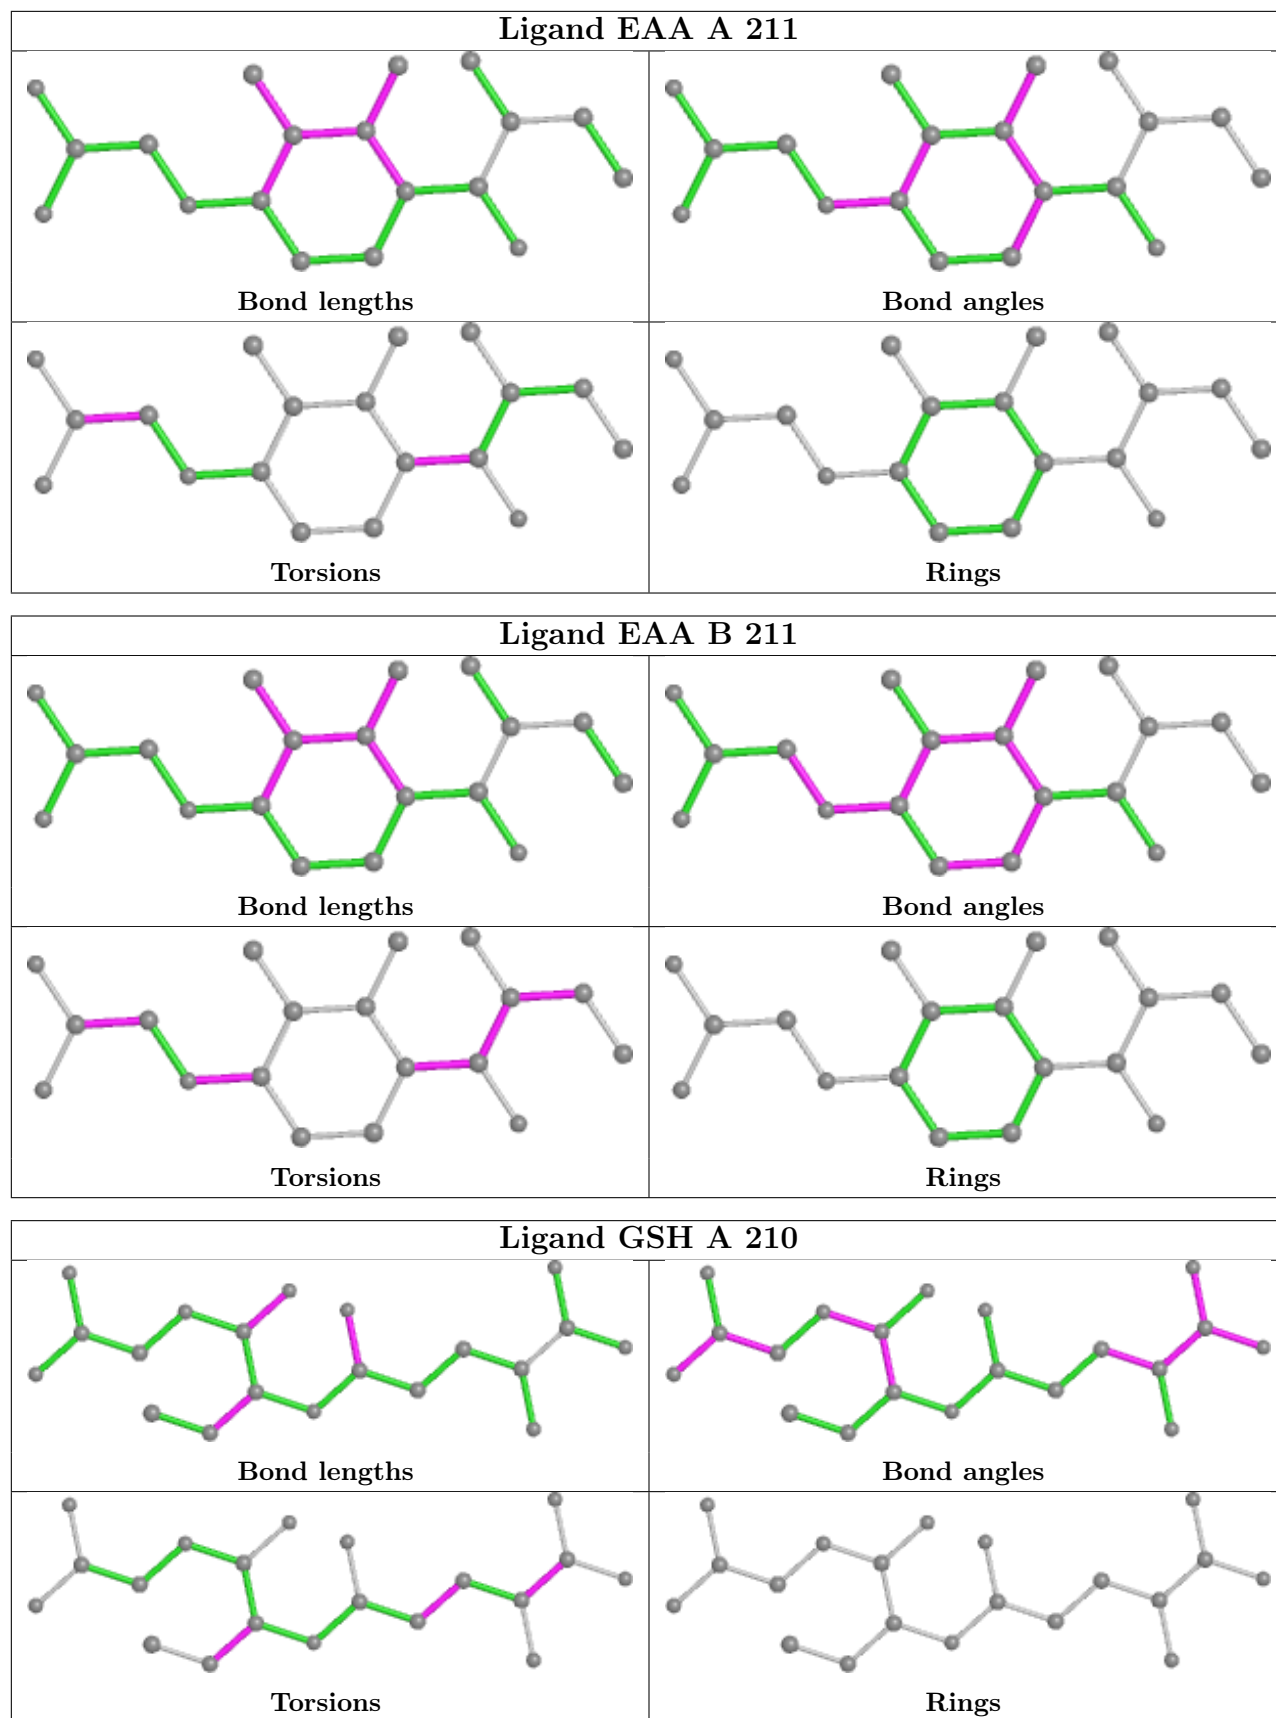 Ligand EAA A 211
Bond lengths
Bond angles
Torsions
Rings
Ligand EAA B 211
Bond lengths
Bond angles
Torsions
Rings
Ligand GSH A 210
Bond lengths
Bond angles
Torsions
Rings